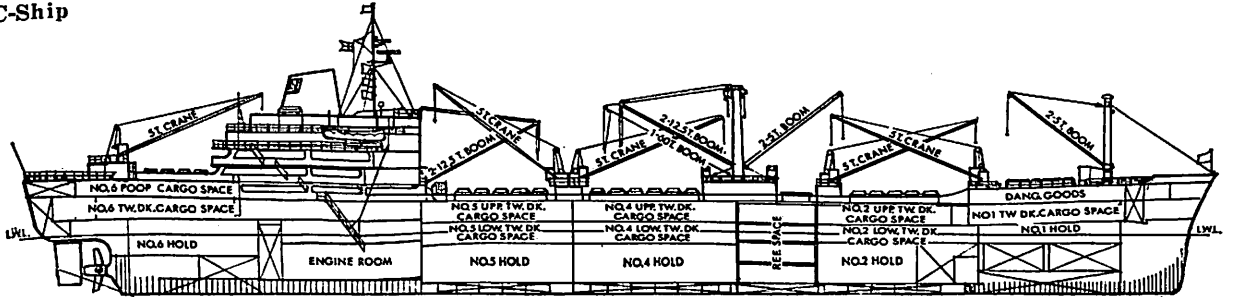 C-Ship
5T. CRANE
2-12.5T. BOOM
5T. CRANE
5T. CRANE
2-12.5T. BOOM
1-60T. BOOM
2-5T. BOOM
5T. CRANE
5T. CRANE
2-5T. BOOM
NO.6 POOP CARGO SPACE
NO.6 TW.DK.CARGO SPACE
L.W.L.
NO.6 HOLD
ENGINE ROOM
NO.5 UPP. TW. DK.
CARGO SPACE
NO.5 LOW. TW. DK
CARGO SPACE
NO.5 HOLD
NO.4 UPP. TW. DK.
CARGO SPACE
NO.4 LOW. TW. DK
CARGO SPACE
NO.4 HOLD
REF. SPACE
NO.2 UPP. TW. DK.
CARGO SPACE
NO.2 LOW. TW. DK
CARGO SPACE
NO.2 HOLD
DANG. GOODS
NO1 TW DK.CARGO SPACE
NO.1 HOLD
L.W.L.